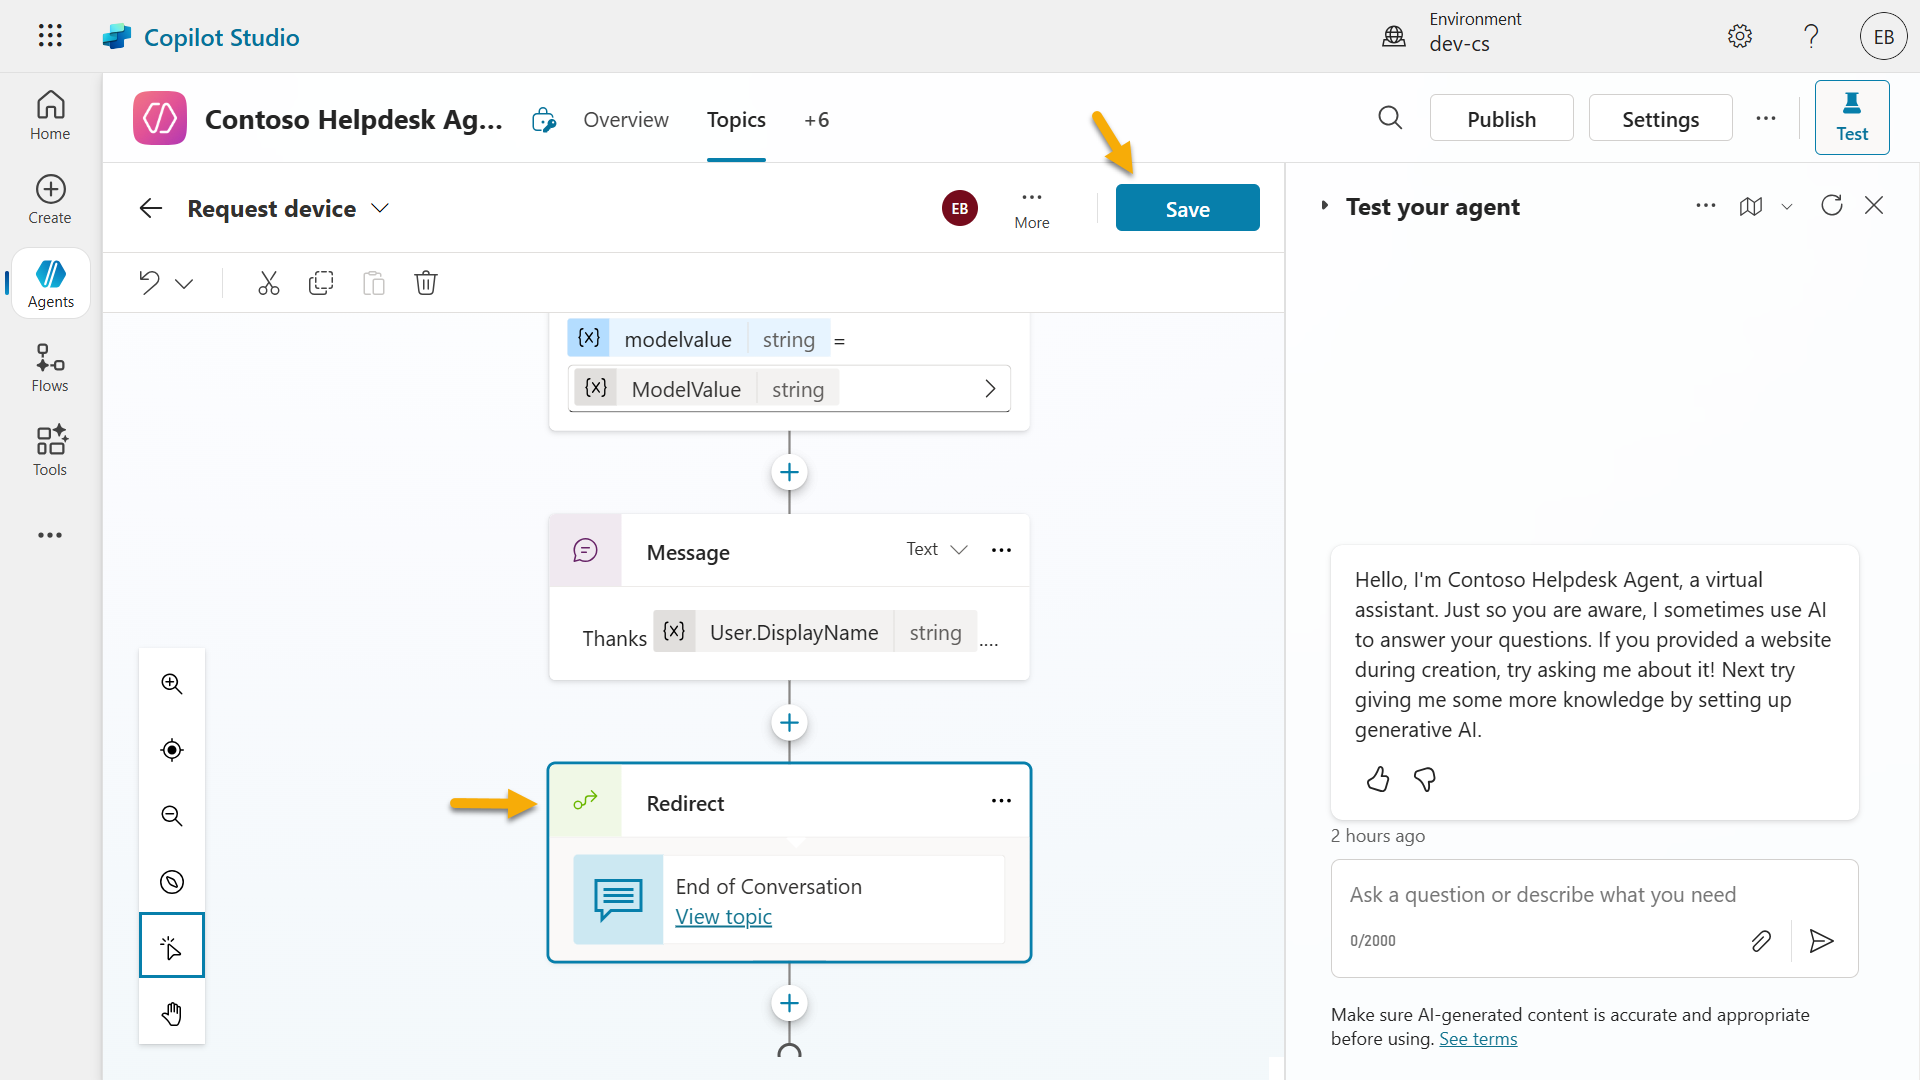 Copilot Studio
Environment
dev-cs
EB
Home
Create
Agents
Flows
Tools
Contoso Helpdesk Ag...
Overview
Topics
+6
Publish
Settings
Test
Request device
EB
More
Save
{x} modelvalue string =
{x} ModelValue string
Message
Text
Thanks {x} User.DisplayName string ....
Redirect
End of Conversation
View topic
Test your agent
Hello, I'm Contoso Helpdesk Agent, a virtual
assistant. Just so you are aware, I sometimes use AI
to answer your questions. If you provided a website
during creation, try asking me about it! Next try
giving me some more knowledge by setting up
generative AI.
2 hours ago
Ask a question or describe what you need
0/2000
Make sure AI-generated content is accurate and appropriate
before using. See terms